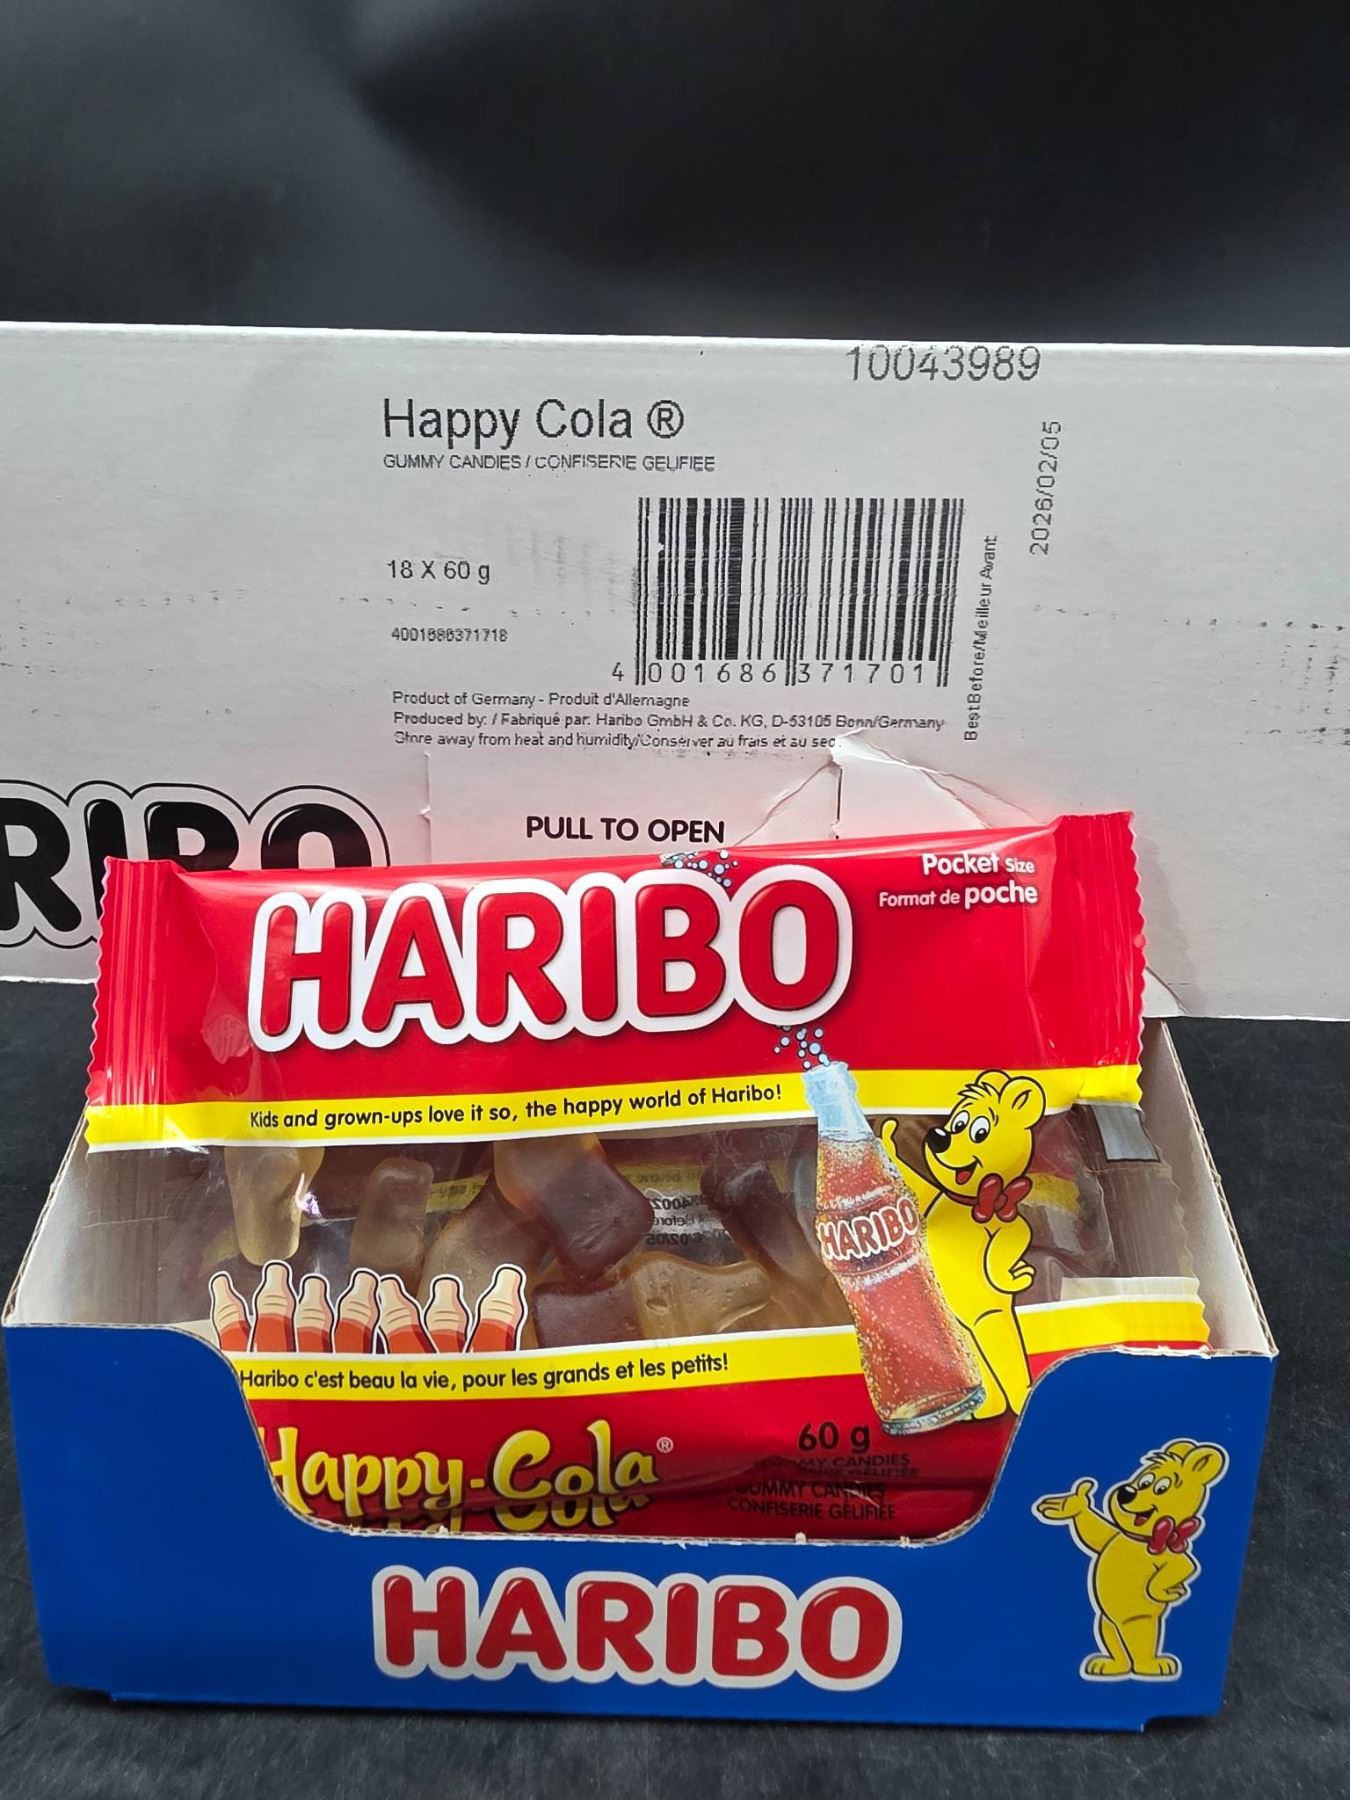 10043989
Happy Cola ®
GUMMY CANDIES / CONFISERIE GELIFIEE
2026/02/05
18 X 60 g
Best Before/Meilleur Avant
4001686371718
4 001686 371701
Product of Germany - Produit d'Allemagne
Produced by: / Fabriqué par: Haribo GmbH & Co. KG, D-53105 Bonn/Germany
Store away from heat and humidity/Conserver au frais et au sec.
PULL TO OPEN
RIBO
Pocket Size
Format de poche
HARIBO
Kids and grown-ups love it so, the happy world of Haribo!
HARIBO
Haribo c'est beau la vie, pour les grands et les petits!
Happy-Cola®
60 g
GUMMY CANDIES
CONFISERIE GÉLIFIÉE
HARIBO